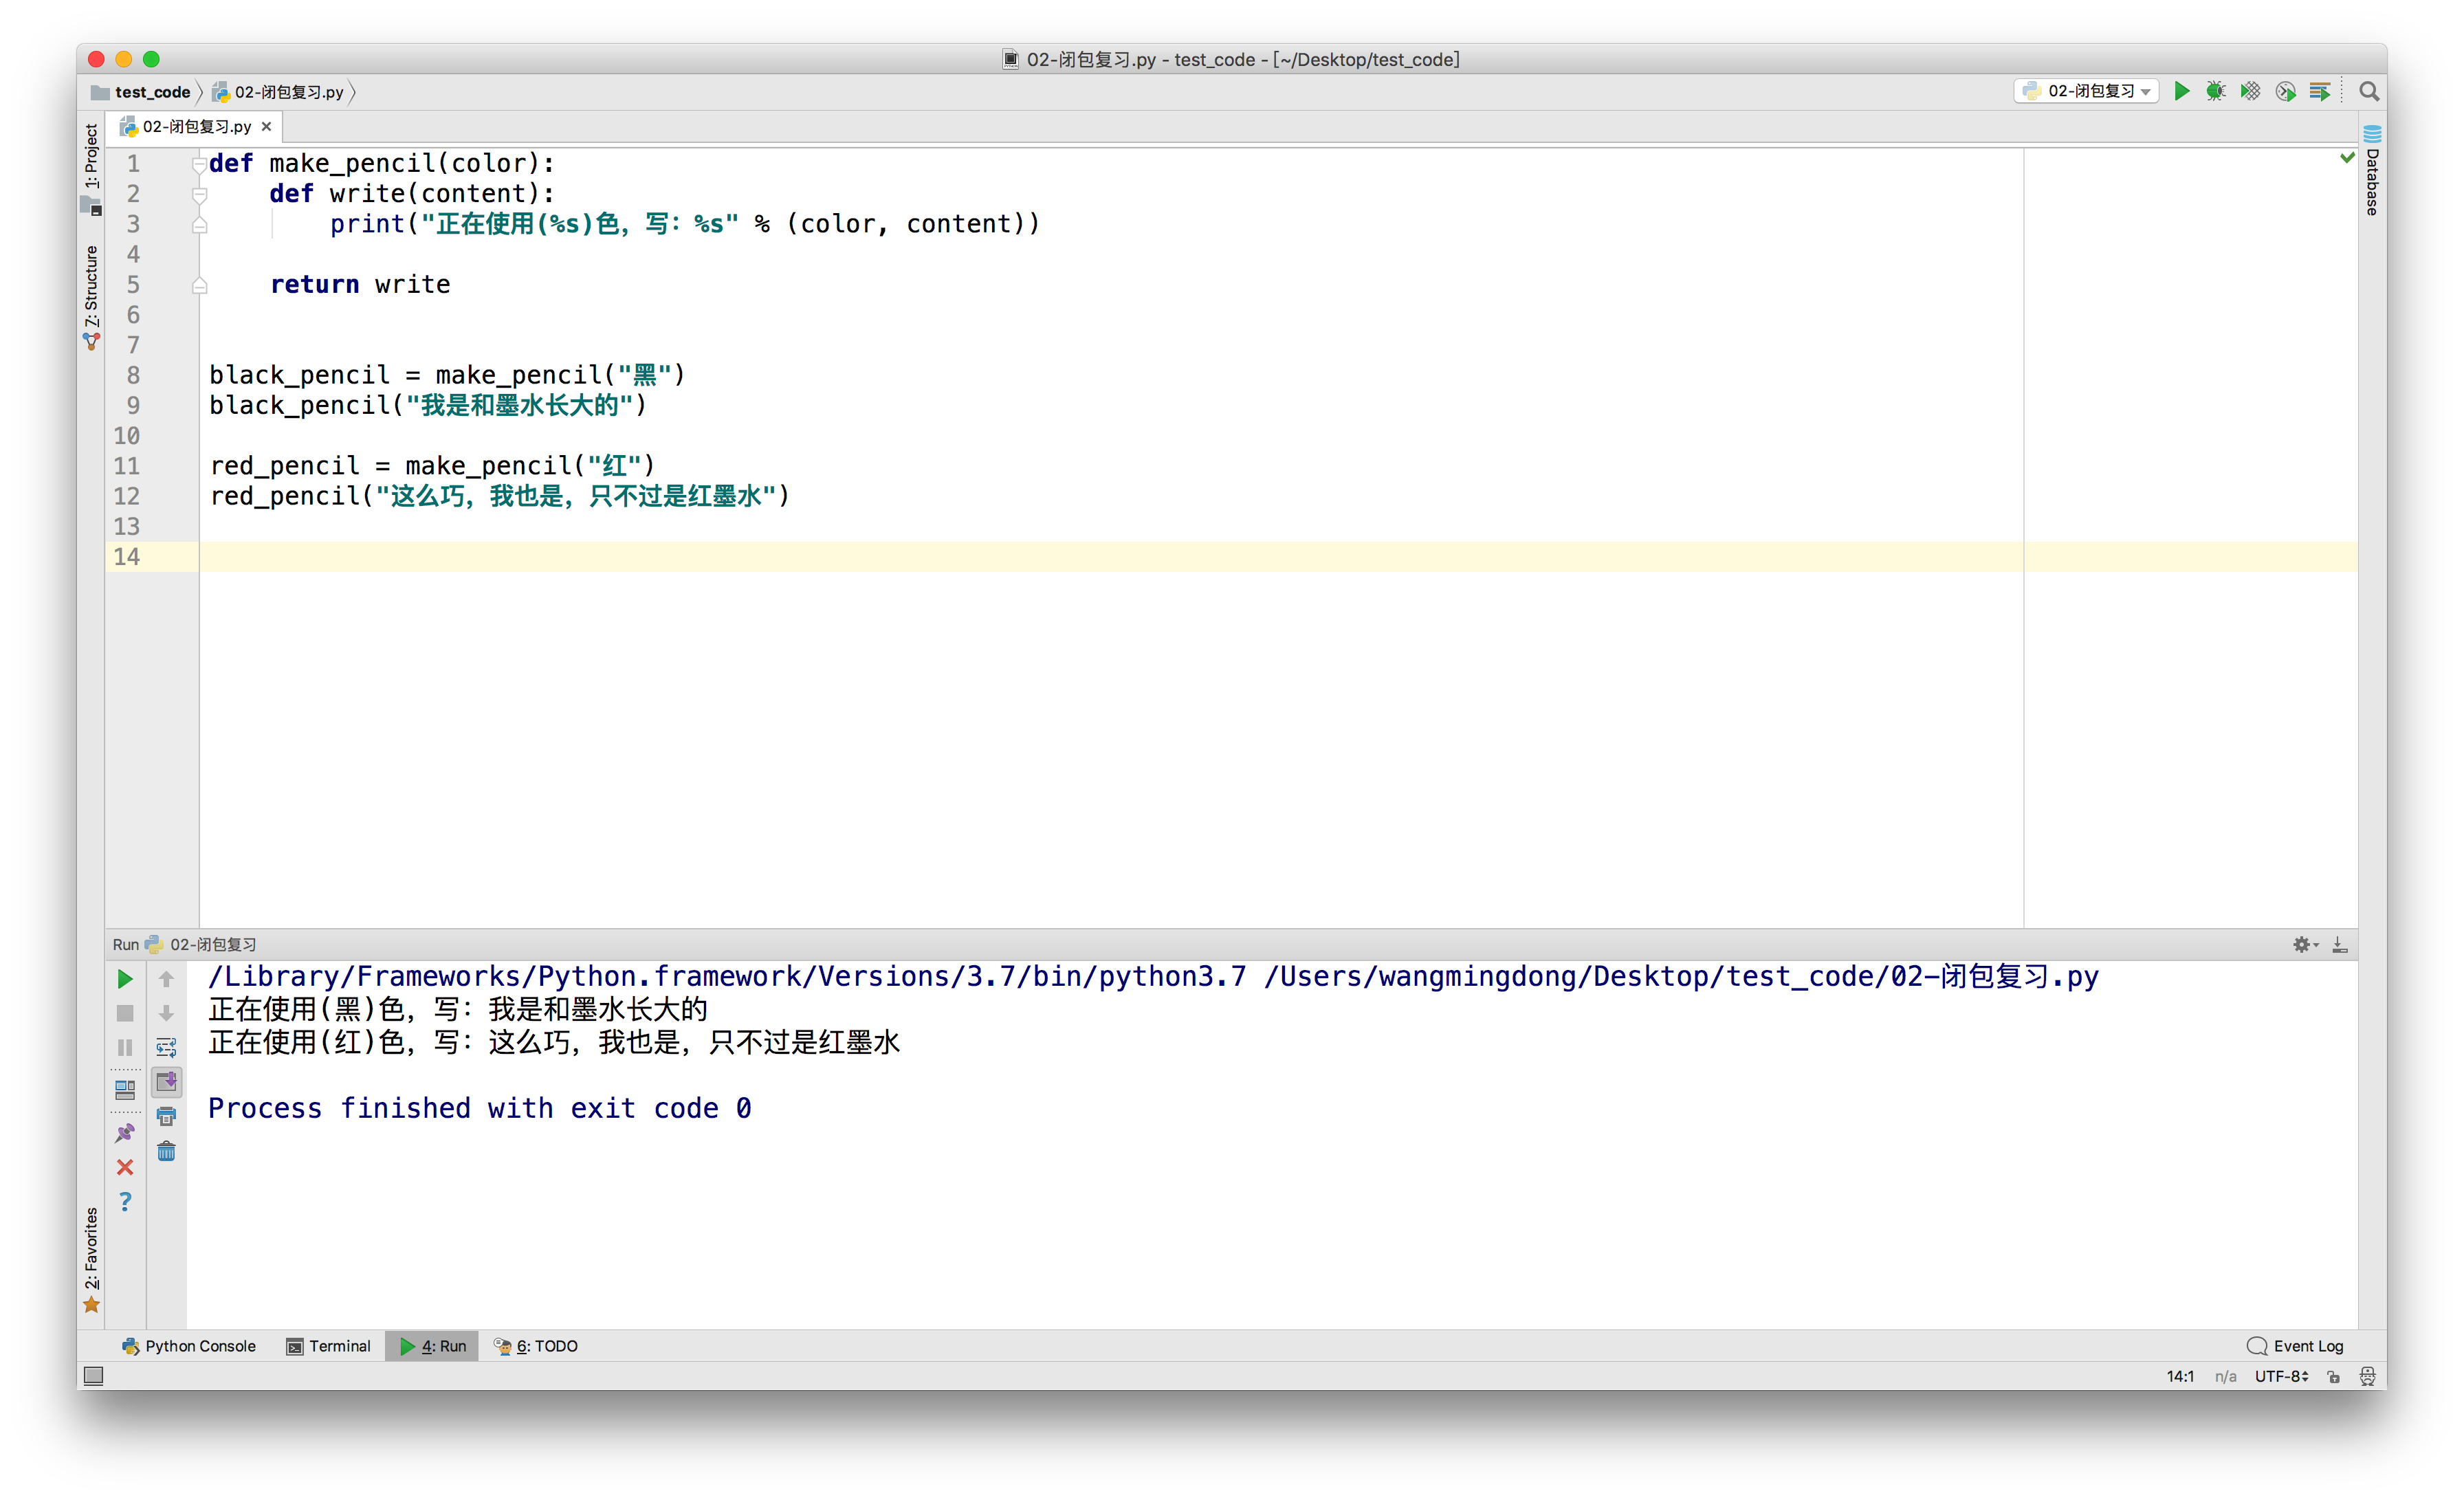 02-闭包复习.py - test_code - [~/Desktop/test_code]
test_code
02-闭包复习.py
02-闭包复习
02-闭包复习.py
1: Project
7: Structure
2: Favorites
Database
1 def make_pencil(color):
2     def write(content):
3         print("正在使用(%s)色，写：%s" % (color, content))
4
5     return write
6
7
8 black_pencil = make_pencil("黑")
9 black_pencil("我是和墨水长大的")
10
11 red_pencil = make_pencil("红")
12 red_pencil("这么巧，我也是，只不过是红墨水")
13
14
Run 02-闭包复习
/Library/Frameworks/Python.framework/Versions/3.7/bin/python3.7 /Users/wangmingdong/Desktop/test_code/02-闭包复习.py
正在使用(黑)色，写：我是和墨水长大的
正在使用(红)色，写：这么巧，我也是，只不过是红墨水
Process finished with exit code 0
Python Console
Terminal
4: Run
6: TODO
Event Log
14:1 n/a UTF-8